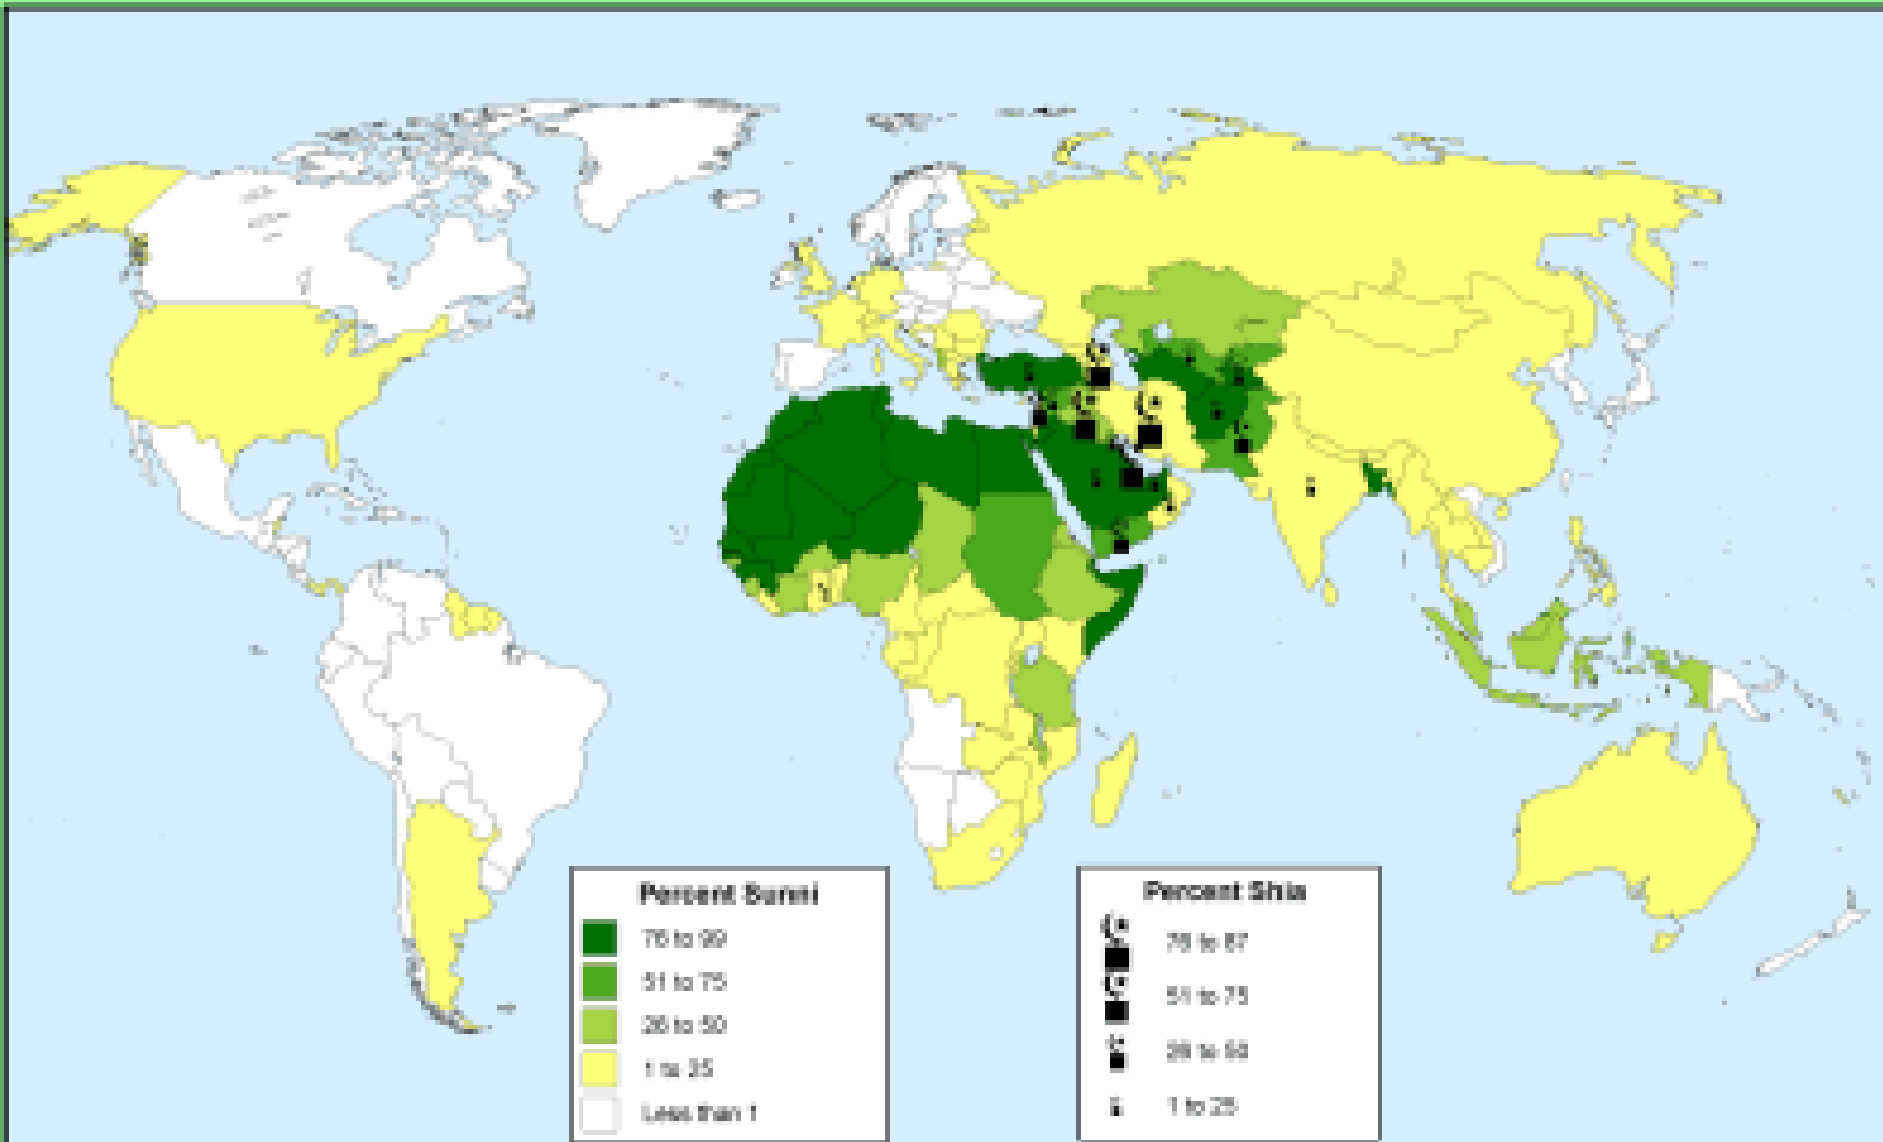 Percent Sunni
76 to 99
51 to 75
26 to 50
1 to 25
Less than 1
Percent Shia
76 to 87
51 to 75
26 to 50
1 to 25